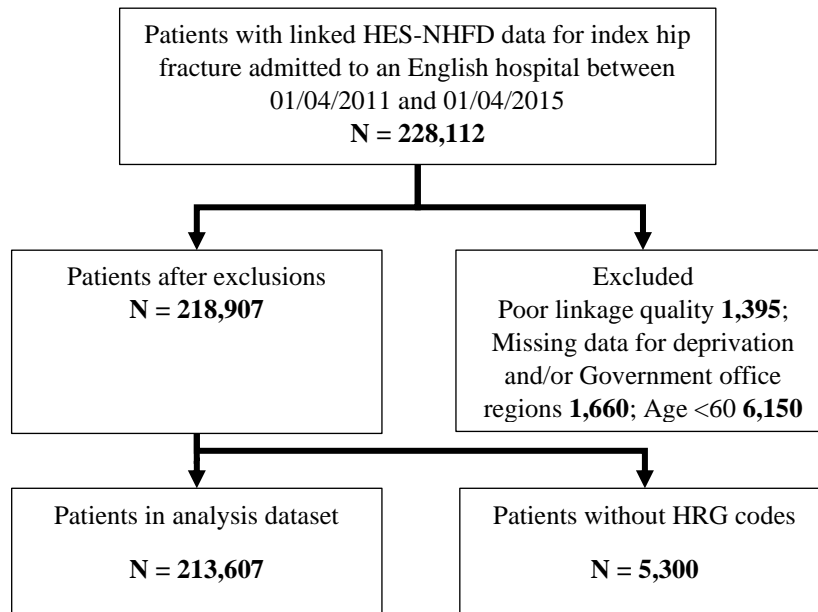 Patients with linked HES-NHFD data for index hip
fracture admitted to an English hospital between
01/04/2011 and 01/04/2015
N = 228,112
Patients after exclusions
N = 218,907
Excluded
Poor linkage quality 1,395;
Missing data for deprivation
and/or Government office
regions 1,660; Age <60 6,150
Patients in analysis dataset
N = 213,607
Patients without HRG codes
N = 5,300